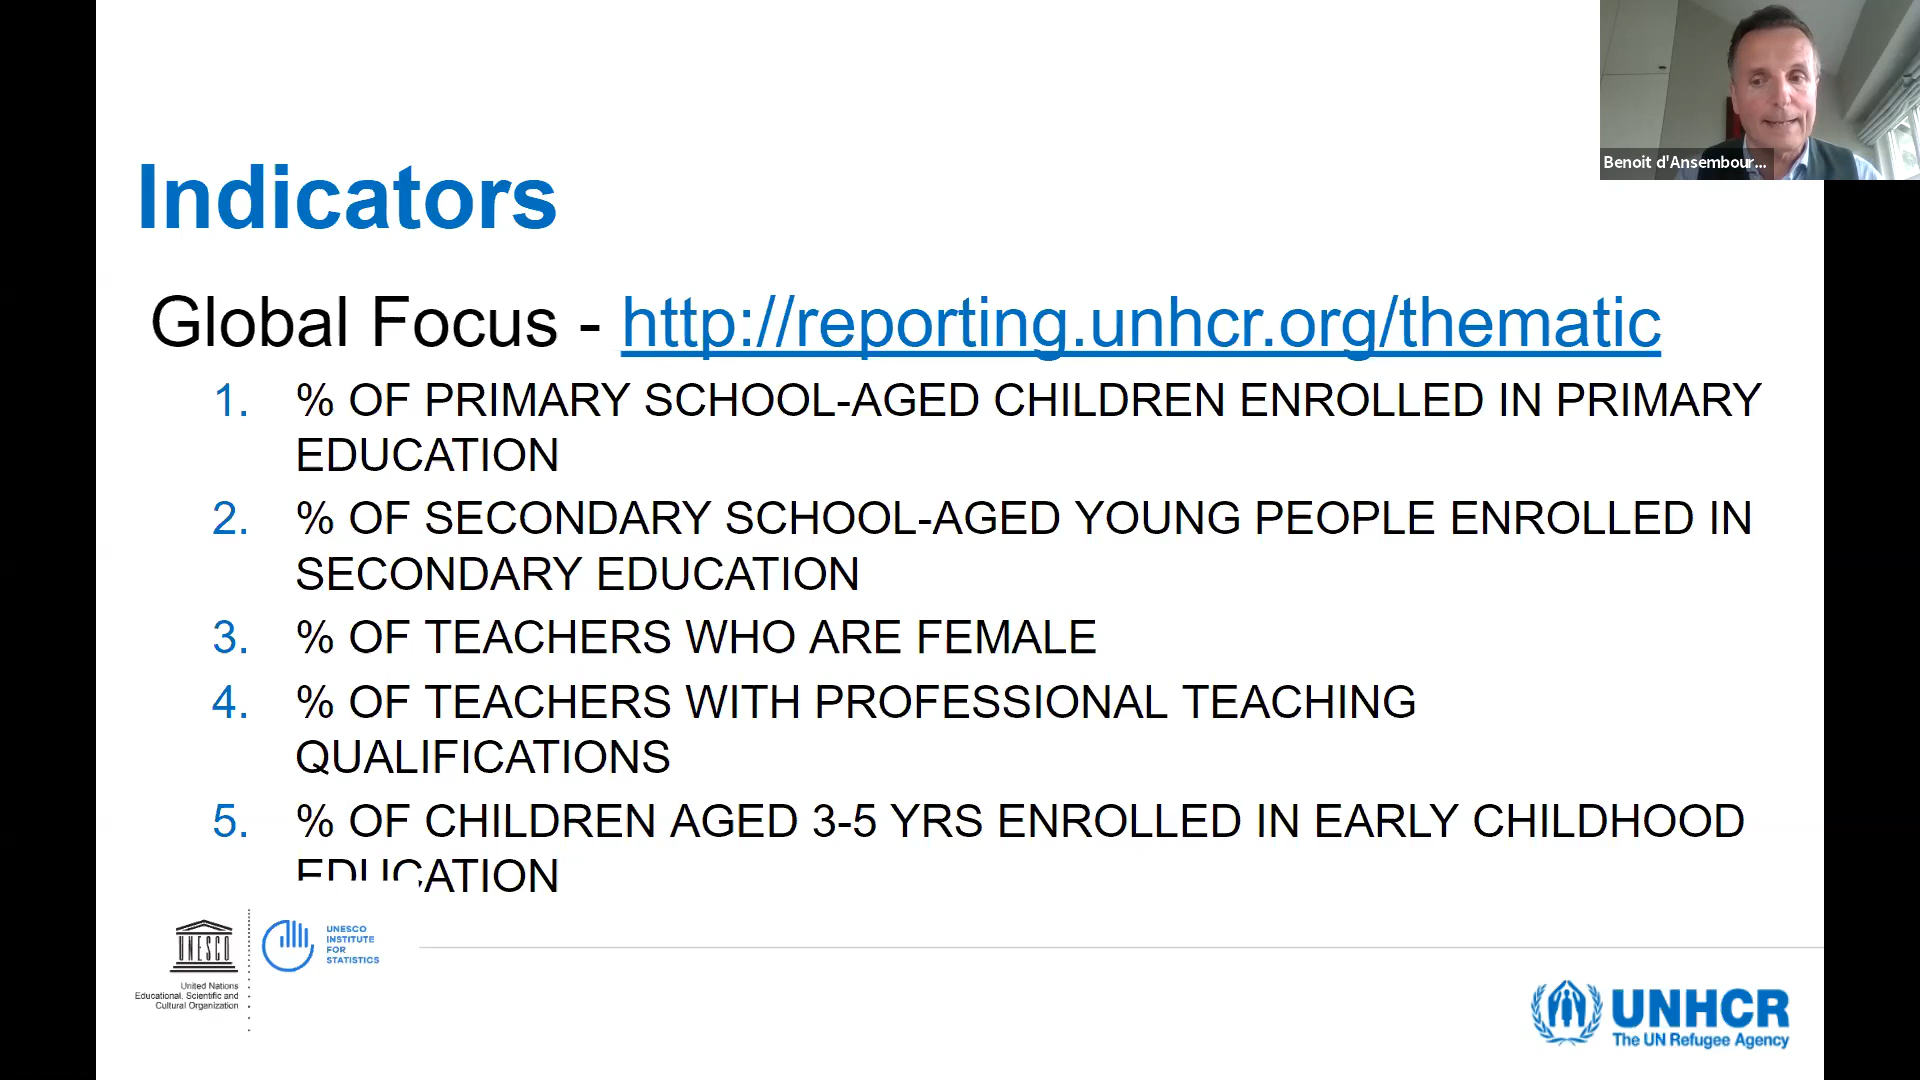 Benoit d'Ansembour...
Indicators
Global Focus - http://reporting.unhcr.org/thematic
1. % OF PRIMARY SCHOOL-AGED CHILDREN ENROLLED IN PRIMARY
EDUCATION
2. % OF SECONDARY SCHOOL-AGED YOUNG PEOPLE ENROLLED IN
SECONDARY EDUCATION
3. % OF TEACHERS WHO ARE FEMALE
4. % OF TEACHERS WITH PROFESSIONAL TEACHING
QUALIFICATIONS
5. % OF CHILDREN AGED 3-5 YRS ENROLLED IN EARLY CHILDHOOD
EDUCATION
UNESCO
United Nations
Educational, Scientific and
Cultural Organization
UNESCO
INSTITUTE
FOR
STATISTICS
UNHCR
The UN Refugee Agency